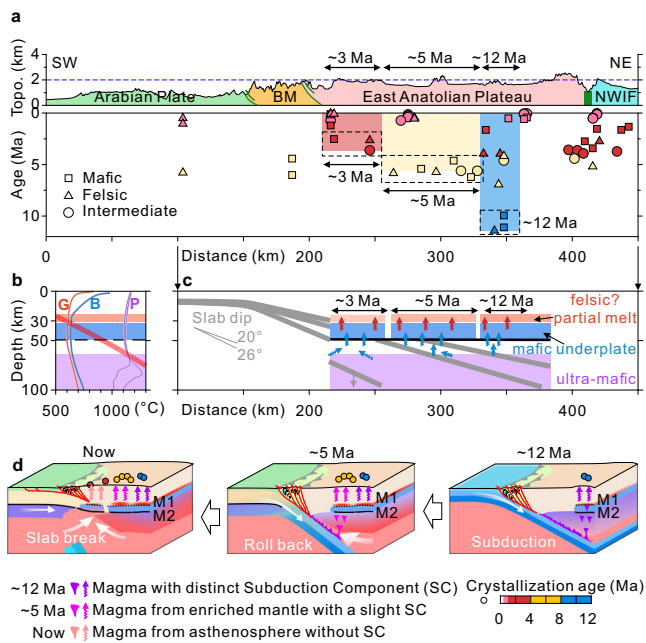 a
SW
~3 Ma
~5 Ma
~12 Ma
NE
Topo. (km)
4
2
0
Arabian Plate
BM
East Anatolian Plateau
NWIF
Age (Ma)
0
5
10
Mafic
Felsic
Intermediate
~3 Ma
~5 Ma
~12 Ma
0
100
Distance (km)
200
300
400
b
G
B
P
Depth (km)
0
30
50
100
500
1000
(°C)
c
Slab dip
20°
26°
~3 Ma
~5 Ma
~12 Ma
felsic?
partial melt
mafic underplate
ultra-mafic
0
100
Distance (km)
200
300
400
d
Now
~5 Ma
~12 Ma
M1
M2
Slab break
M1
M2
Roll back
M1
M2
Subduction
~12 Ma Magma with distinct Subduction Component (SC)
~5 Ma Magma from enriched mantle with a slight SC
Now Magma from asthenosphere without SC
Crystallization age (Ma)
0 4 8 12